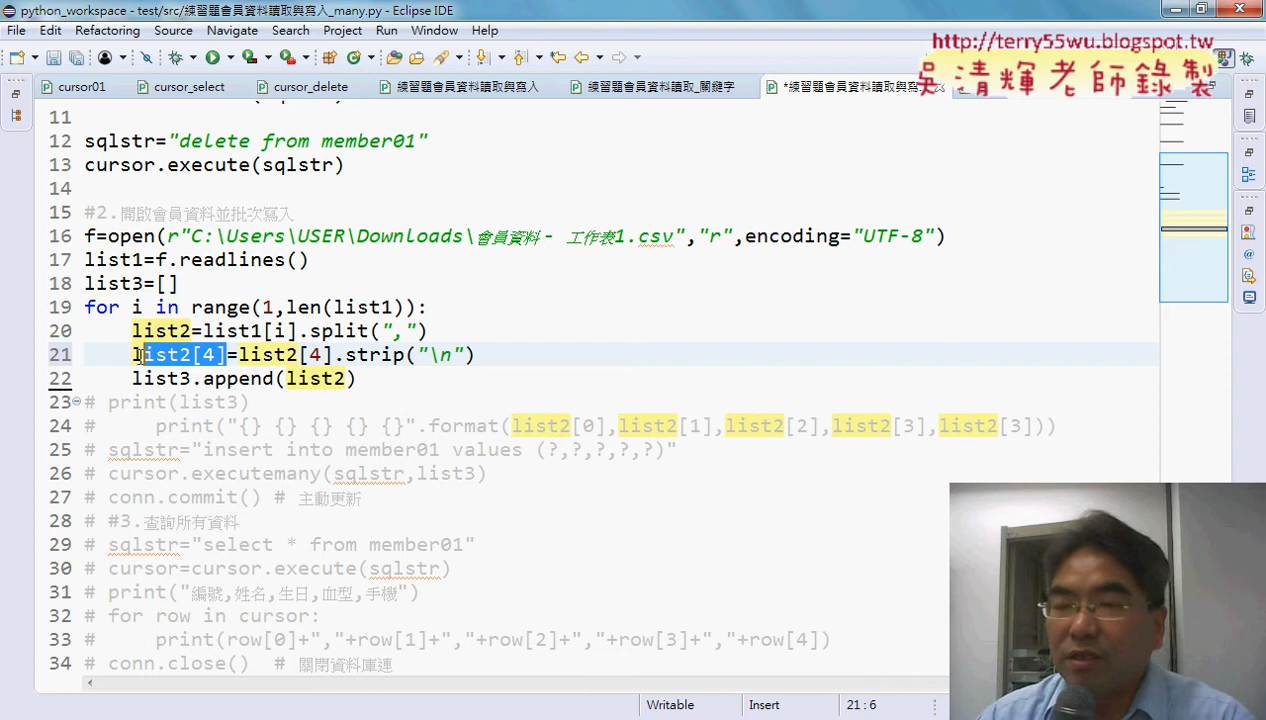 python_workspace - test/src/練習題會員資料讀取與寫入_many.py - Eclipse IDE
File Edit Refactoring Source Navigate Search Project Run Window Help
http://terry55wu.blogspot.tw
吳清輝老師錄製
cursor01 cursor_select cursor_delete 練習題會員資料讀取與寫入 練習題會員資料讀取_關鍵字 *練習題會員資料讀取與寫
11
12 sqlstr="delete from member01"
13 cursor.execute(sqlstr)
14
15 #2.開啟會員資料並批次寫入
16 f=open(r"C:\Users\USER\Downloads\會員資料 - 工作表1.csv","r",encoding="UTF-8")
17 list1=f.readlines()
18 list3=[]
19 for i in range(1,len(list1)):
20 list2=list1[i].split(",")
21 list2[4]=list2[4].strip("\n")
22 list3.append(list2)
23 # print(list3)
24 # print("{} {} {} {} {}".format(list2[0],list2[1],list2[2],list2[3],list2[3]))
25 # sqlstr="insert into member01 values (?,?,?,?,?)"
26 # cursor.executemany(sqlstr,list3)
27 # conn.commit() # 主動更新
28 # #3.查詢所有資料
29 # sqlstr="select * from member01"
30 # cursor=cursor.execute(sqlstr)
31 # print("編號,姓名,生日,血型,手機")
32 # for row in cursor:
33 # print(row[0]+","+row[1]+","+row[2]+","+row[3]+","+row[4])
34 # conn.close() # 關閉資料庫連
Writable Insert 21 : 6